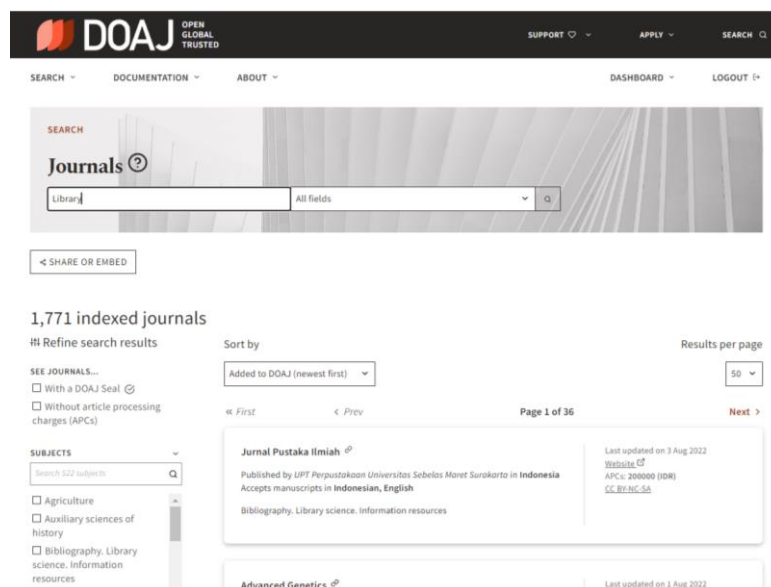 DOAJ
OPEN
GLOBAL
TRUSTED
SUPPORT
APPLY
SEARCH
SEARCH
DOCUMENTATION
ABOUT
DASHBOARD
LOGOUT
SEARCH
Journals
Library
All fields
SHARE OR EMBED
1,771 indexed journals
Refine search results
Sort by
Results per page
SEE JOURNALS...
With a DOAJ Seal
Without article processing
charges (APCs)
SUBJECTS
Search 522 subjects
Agriculture
Auxiliary sciences of
history
Bibliography. Library
science. Information
resources
Added to DOAJ (newest first)
50
« First
< Prev
Page 1 of 36
Next >
Jurnal Pustaka Ilmiah
Published by UPT Perpustakaan Universitas Sebelas Maret Surakarta in Indonesia
Accepts manuscripts in Indonesian, English
Bibliography. Library science. Information resources
Last updated on 3 Aug 2022
Website
APCs: 200000 (IDR)
CC BY-NC-SA
Advanced Genetics
Last updated on 1 Aug 2022